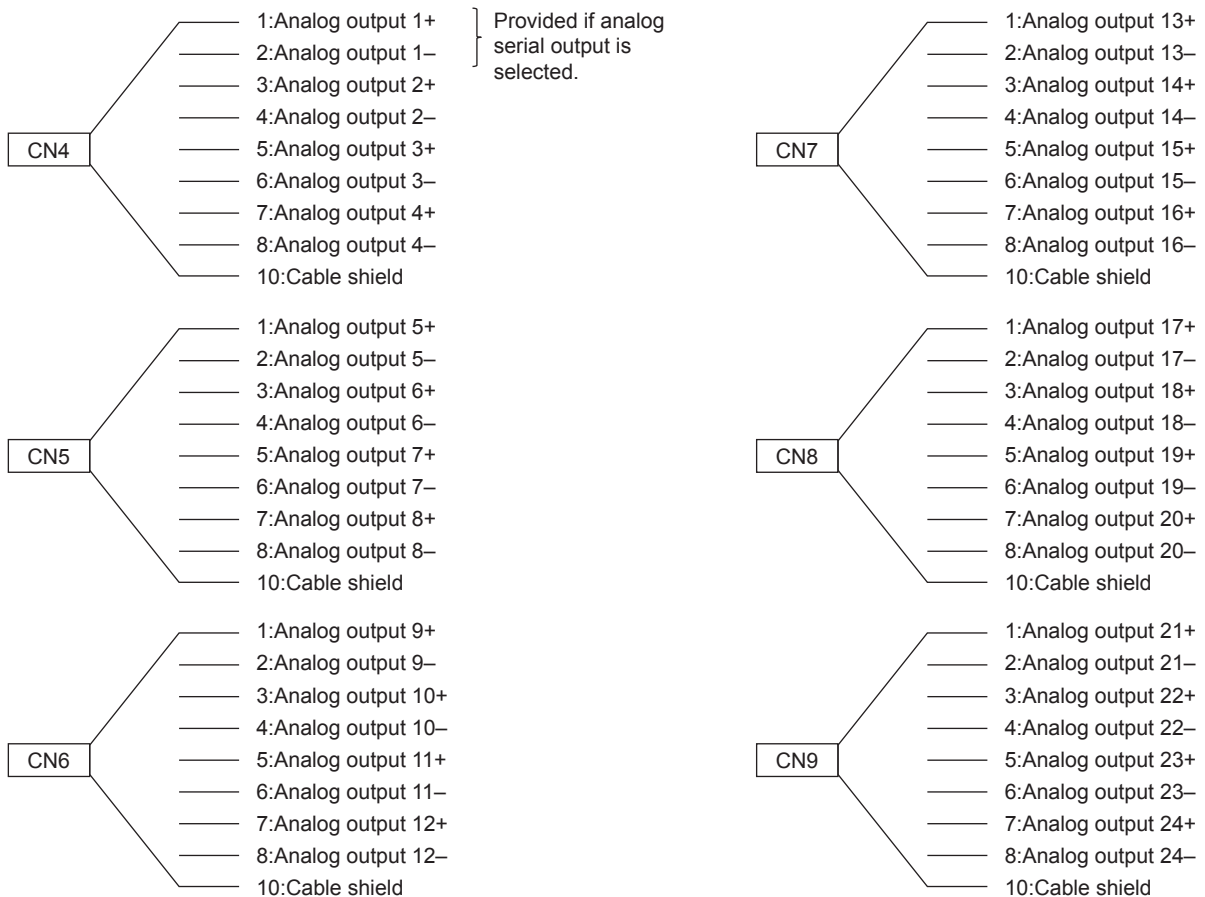 1:Analog output 1+
2:Analog output 1–
3:Analog output 2+
4:Analog output 2–
5:Analog output 3+
6:Analog output 3–
7:Analog output 4+
8:Analog output 4–
10:Cable shield
CN4
Provided if analog
serial output is
selected.
1:Analog output 5+
2:Analog output 5–
3:Analog output 6+
4:Analog output 6–
5:Analog output 7+
6:Analog output 7–
7:Analog output 8+
8:Analog output 8–
10:Cable shield
CN5
1:Analog output 9+
2:Analog output 9–
3:Analog output 10+
4:Analog output 10–
5:Analog output 11+
6:Analog output 11–
7:Analog output 12+
8:Analog output 12–
10:Cable shield
CN6
1:Analog output 13+
2:Analog output 13–
3:Analog output 14+
4:Analog output 14–
5:Analog output 15+
6:Analog output 15–
7:Analog output 16+
8:Analog output 16–
10:Cable shield
CN7
1:Analog output 17+
2:Analog output 17–
3:Analog output 18+
4:Analog output 18–
5:Analog output 19+
6:Analog output 19–
7:Analog output 20+
8:Analog output 20–
10:Cable shield
CN8
1:Analog output 21+
2:Analog output 21–
3:Analog output 22+
4:Analog output 22–
5:Analog output 23+
6:Analog output 23–
7:Analog output 24+
8:Analog output 24–
10:Cable shield
CN9